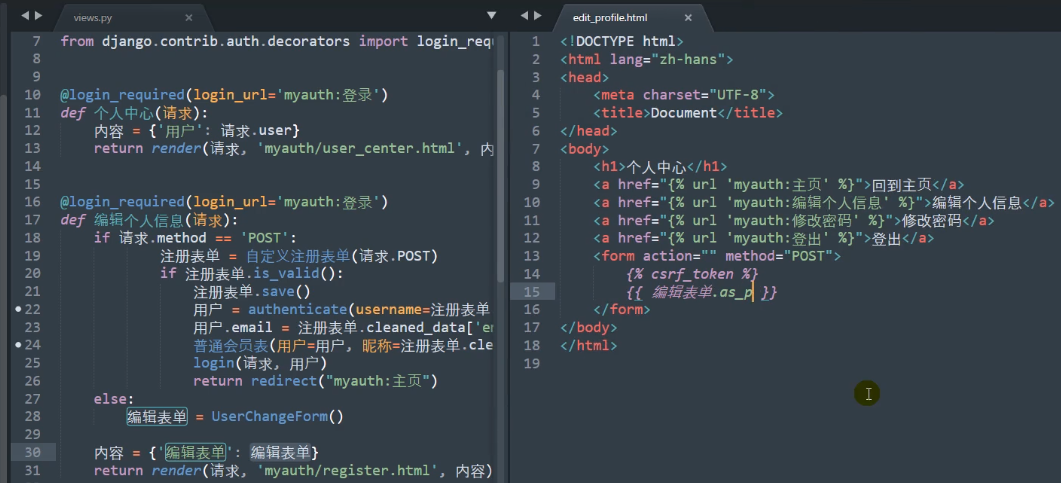 views.py
7 from django.contrib.auth.decorators import login_requ
8
9
10 @login_required(login_url='myauth:登录')
11 def 个人中心(请求):
12     内容 = {'用户': 请求.user}
13     return render(请求, 'myauth/user_center.html', 内
14
15
16 @login_required(login_url='myauth:登录')
17 def 编辑个人信息(请求):
18     if 请求.method == 'POST':
19             注册表单 = 自定义注册表单(请求.POST)
20             if 注册表单.is_valid():
21                 注册表单.save()
22                 用户 = authenticate(username=注册表单
23                 用户.email = 注册表单.cleaned_data['em
24                 普通会员表(用户=用户, 昵称=注册表单.cle
25                 login(请求, 用户)
26                 return redirect("myauth:主页")
27     else:
28         编辑表单 = UserChangeForm()
29
30     内容 = {'编辑表单': 编辑表单}
31     return render(请求, 'myauth/register.html', 内容)
edit_profile.html
1 <!DOCTYPE html>
2 <html lang="zh-hans">
3 <head>
4     <meta charset="UTF-8">
5     <title>Document</title>
6 </head>
7 <body>
8     <h1>个人中心</h1>
9     <a href="{% url 'myauth:主页' %}">回到主页</a>
10     <a href="{% url 'myauth:编辑个人信息' %}">编辑个人信息</a>
11     <a href="{% url 'myauth:修改密码' %}">修改密码</a>
12     <a href="{% url 'myauth:登出' %}">登出</a>
13     <form action="" method="POST">
14         {% csrf_token %}
15         {{ 编辑表单.as_p }}
16     </form>
17 </body>
18 </html>
19